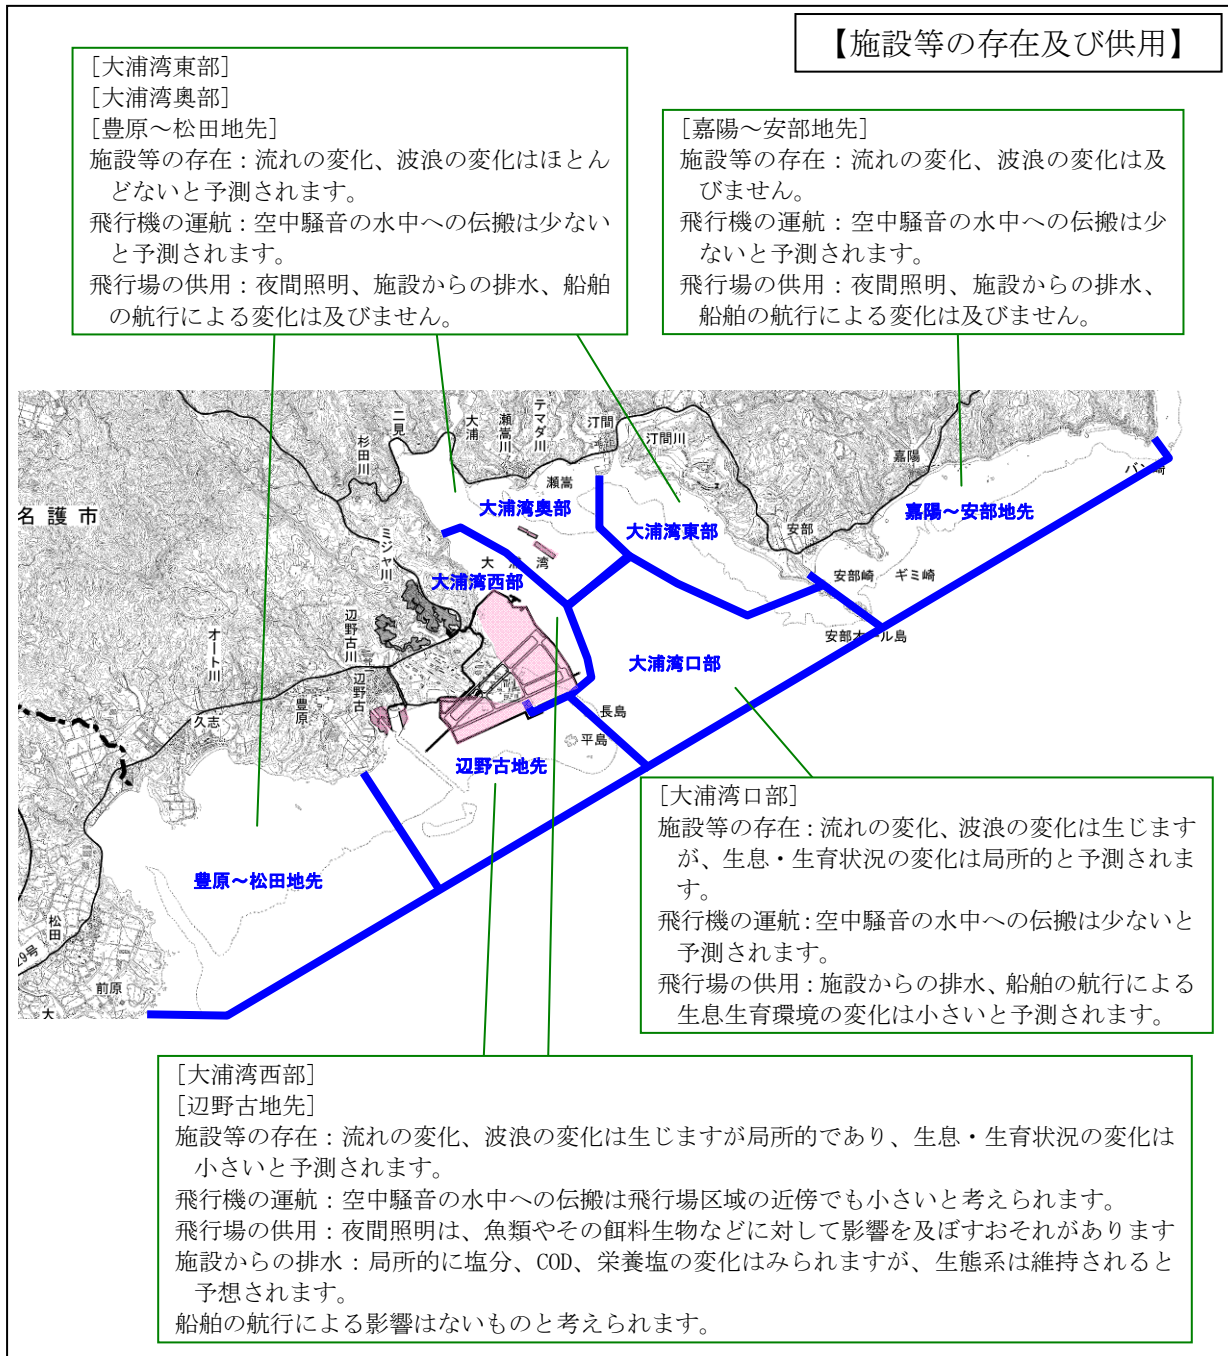 【施設等の存在及び供用】
[大浦湾東部]
[大浦湾奥部]
[豊原～松田地先]
施設等の存在：流れの変化、波浪の変化はほとん
どないと予測されます。
飛行機の運航：空中騒音の水中への伝搬は少ない
と予測されます。
飛行場の供用：夜間照明、施設からの排水、船舶
の航行による変化は及びません。
[嘉陽～安部地先]
施設等の存在：流れの変化、波浪の変化は及
びません。
飛行機の運航：空中騒音の水中への伝搬は少
ないと予測されます。
飛行場の供用：夜間照明、施設からの排水、
船舶の航行による変化は及びません。
二見
杉田川
大浦
瀬嵩川
テマダ川
汀間
汀間川
嘉陽
バン崎
瀬嵩
名護市
大浦湾奥部
大浦湾東部
嘉陽～安部地先
安部
ミジャ川
大浦湾
大浦湾西部
安部崎
ギミ崎
安部オール島
辺野古川
オート川
辺野古
豊原
久志
大浦湾口部
長島
平島
辺野古地先
豊原～松田地先
松田
29号
前原
大
[大浦湾口部]
施設等の存在：流れの変化、波浪の変化は生じます
が、生息・生育状況の変化は局所的と予測されま
す。
飛行機の運航：空中騒音の水中への伝搬は少ないと
予測されます。
飛行場の供用：施設からの排水、船舶の航行による
生息生育環境の変化は小さいと予測されます。
[大浦湾西部]
[辺野古地先]
施設等の存在：流れの変化、波浪の変化は生じますが局所的であり、生息・生育状況の変化は
小さいと予測されます。
飛行機の運航：空中騒音の水中への伝搬は飛行場区域の近傍でも小さいと考えられます。
飛行場の供用：夜間照明は、魚類やその餌料生物などに対して影響を及ぼすおそれがあります
施設からの排水：局所的に塩分、COD、栄養塩の変化はみられますが、生態系は維持されると
予想されます。
船舶の航行による影響はないものと考えられます。